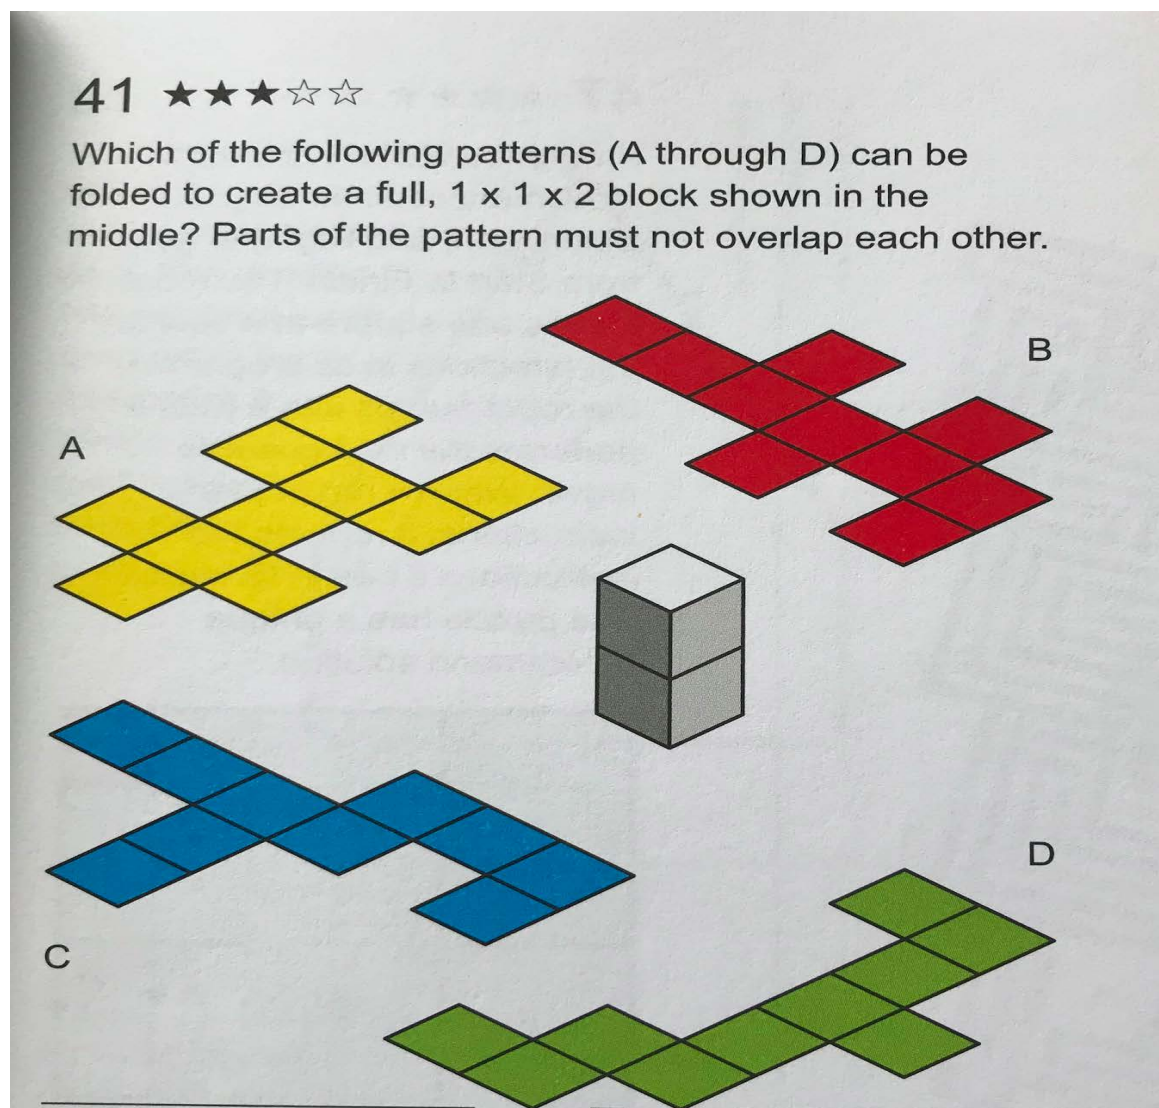 41 ★★★☆☆
Which of the following patterns (A through D) can be
folded to create a full, 1 x 1 x 2 block shown in the
middle? Parts of the pattern must not overlap each other.
B
A
D
C